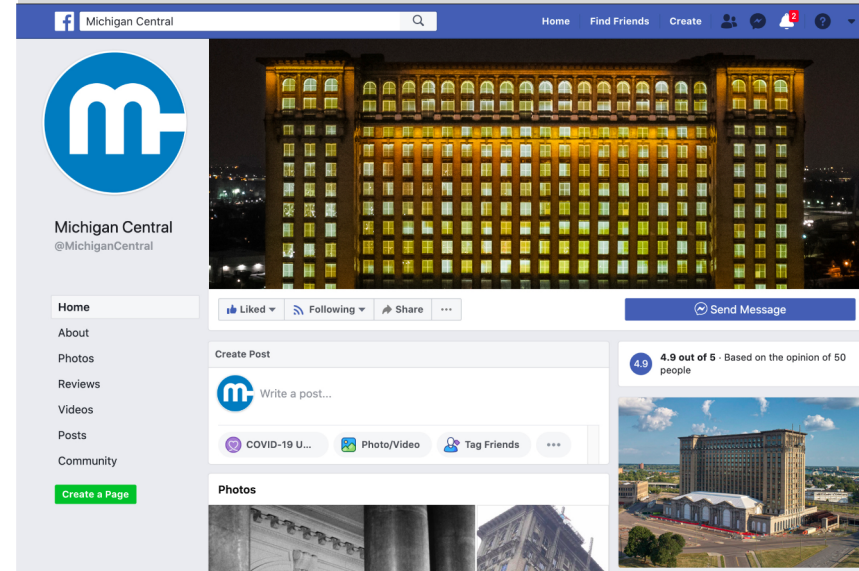 Michigan Central
Home
Find Friends
Create
2
Michigan Central
@MichiganCentral
Home
About
Photos
Reviews
Videos
Posts
Community
Create a Page
Liked
Following
Share
Send Message
Create Post
Write a post...
COVID-19 U...
Photo/Video
Tag Friends
Photos
4.9
4.9 out of 5 · Based on the opinion of 50
people